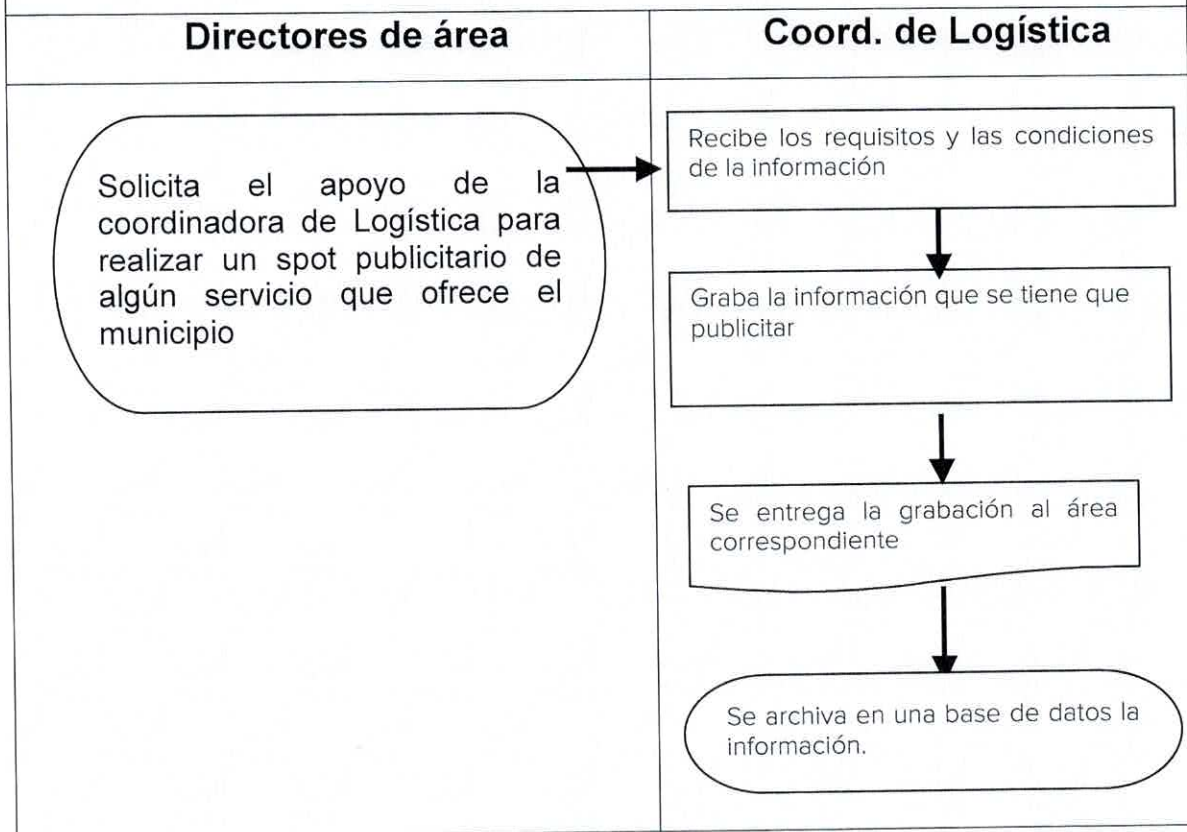 Directores de área
Coord. de Logística
Solicita el apoyo de la
coordinadora de Logística para
realizar un spot publicitario de
algún servicio que ofrece el
municipio
Recibe los requisitos y las condiciones
de la información
Graba la información que se tiene que
publicitar
Se entrega la grabación al área
correspondiente
Se archiva en una base de datos la
información.